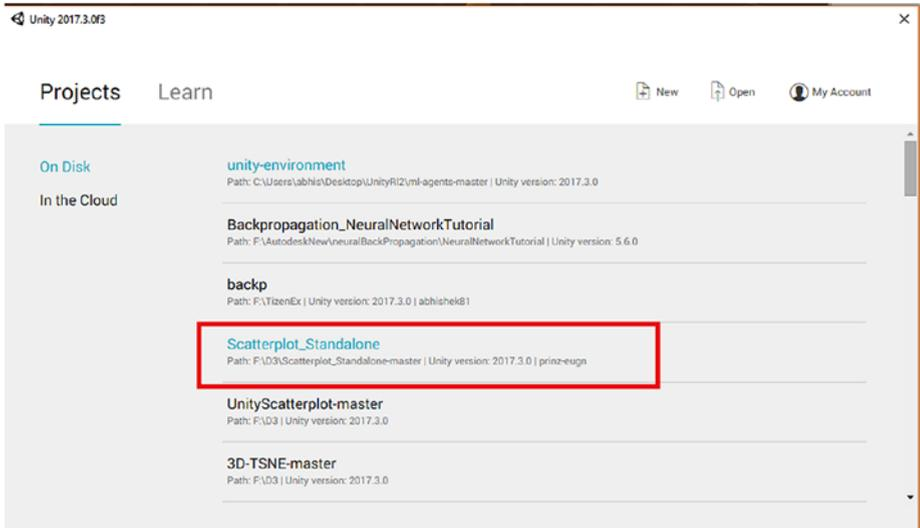 Unity 2017.3.0f3
Projects Learn New Open My Account
On Disk
In the Cloud
unity-environment
Path: C:\Users\abhis\Desktop\UnityRl2\ml-agents-master | Unity version: 2017.3.0
Backpropagation_NeuralNetworkTutorial
Path: F:\AutodeskNew\neuralBackPropagation\NeuralNetworkTutorial | Unity version: 5.6.0
backp
Path: F:\TizenEx | Unity version: 2017.3.0 | abhishek81
Scatterplot_Standalone
Path: F:\D3\Scatterplot_Standalone-master | Unity version: 2017.3.0 | prinz-eugn
UnityScatterplot-master
Path: F:\D3 | Unity version: 2017.3.0
3D-TSNE-master
Path: F:\D3 | Unity version: 2017.3.0